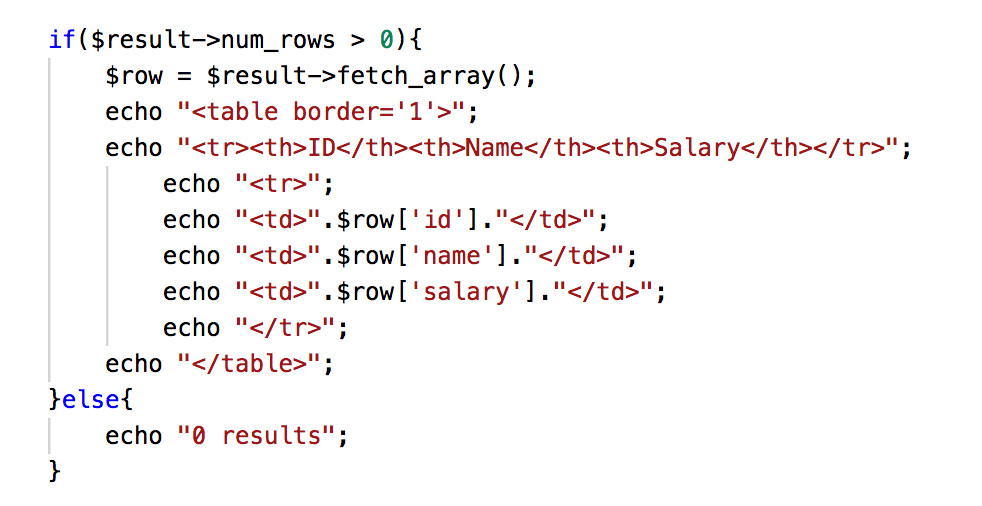 if($result->num_rows > 0){
    $row = $result->fetch_array();
    echo "<table border='1'>";
    echo "<tr><th>ID</th><th>Name</th><th>Salary</th></tr>";
        echo "<tr>";
        echo "<td>".$row['id']."</td>";
        echo "<td>".$row['name']."</td>";
        echo "<td>".$row['salary']."</td>";
        echo "</tr>";
    echo "</table>";
}else{
    echo "0 results";
}